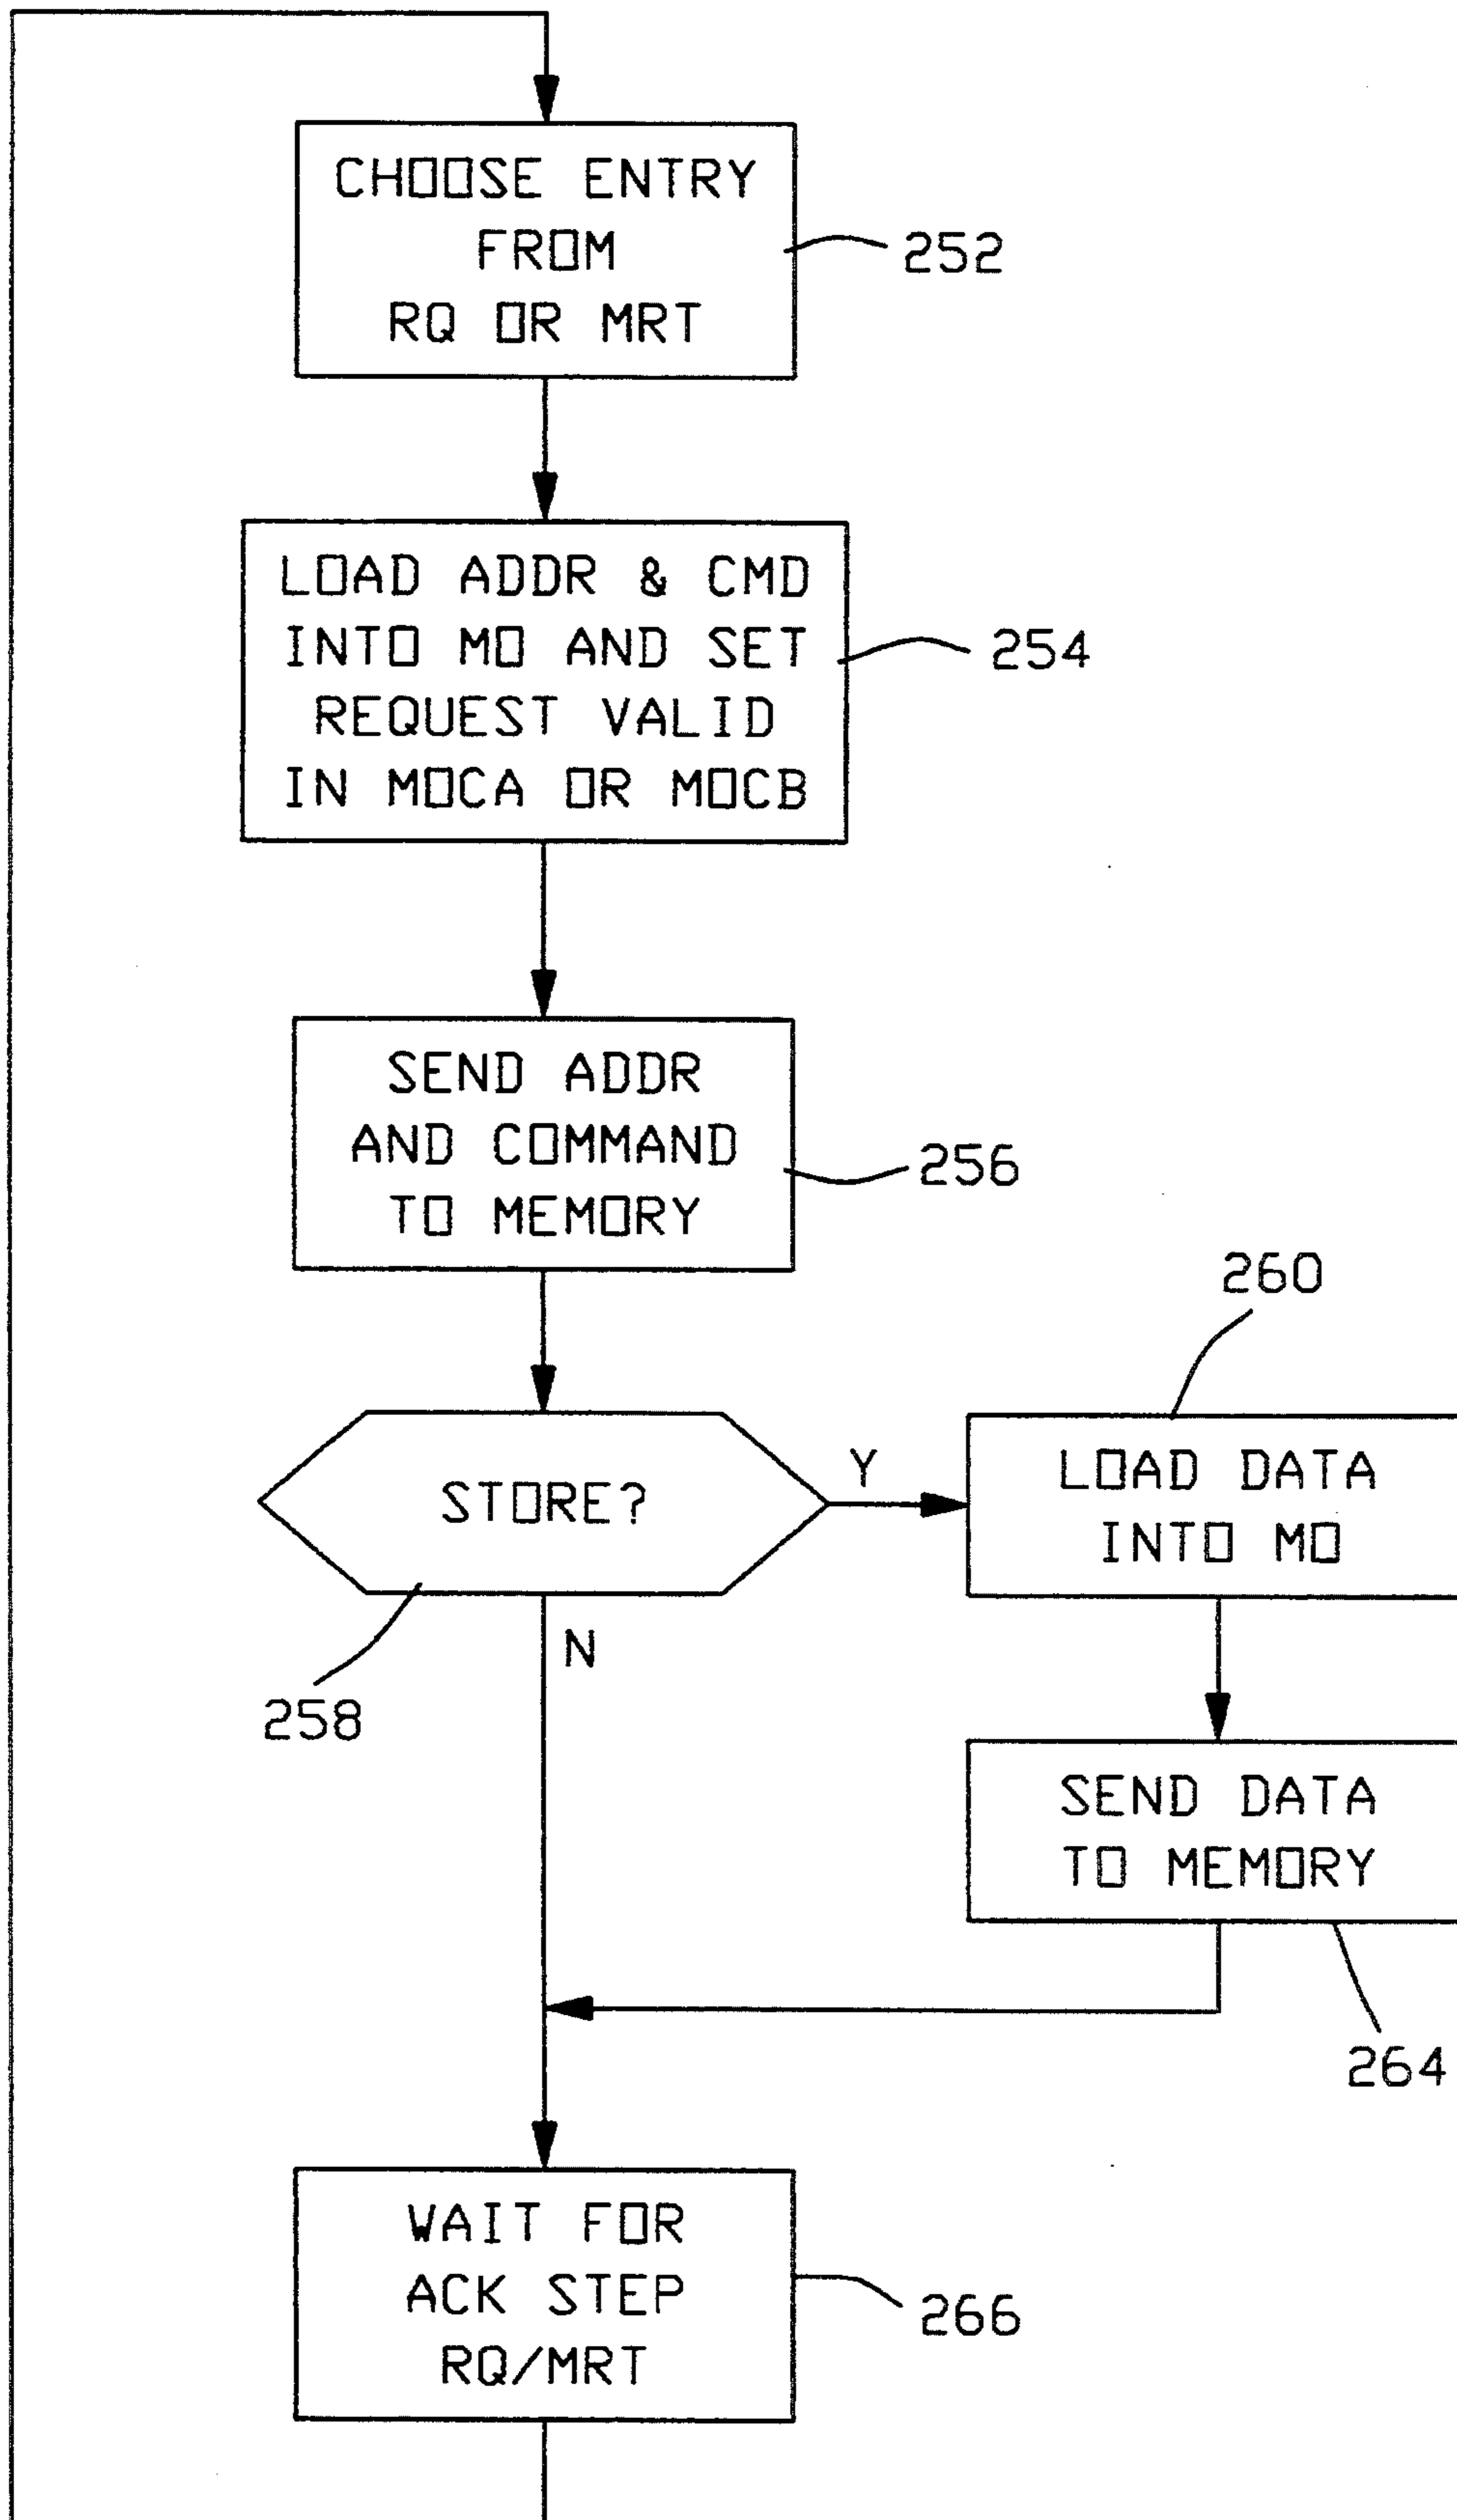 CHOOSE ENTRY
FROM
RQ OR MRT
252
LOAD ADDR & CMD
INTO MO AND SET
REQUEST VALID
IN MOCA OR MOCB
254
SEND ADDR
AND COMMAND
TO MEMORY
256
260
STORE?
Y
LOAD DATA
INTO MO
N
258
SEND DATA
TO MEMORY
264
WAIT FOR
ACK STEP
RQ/MRT
266